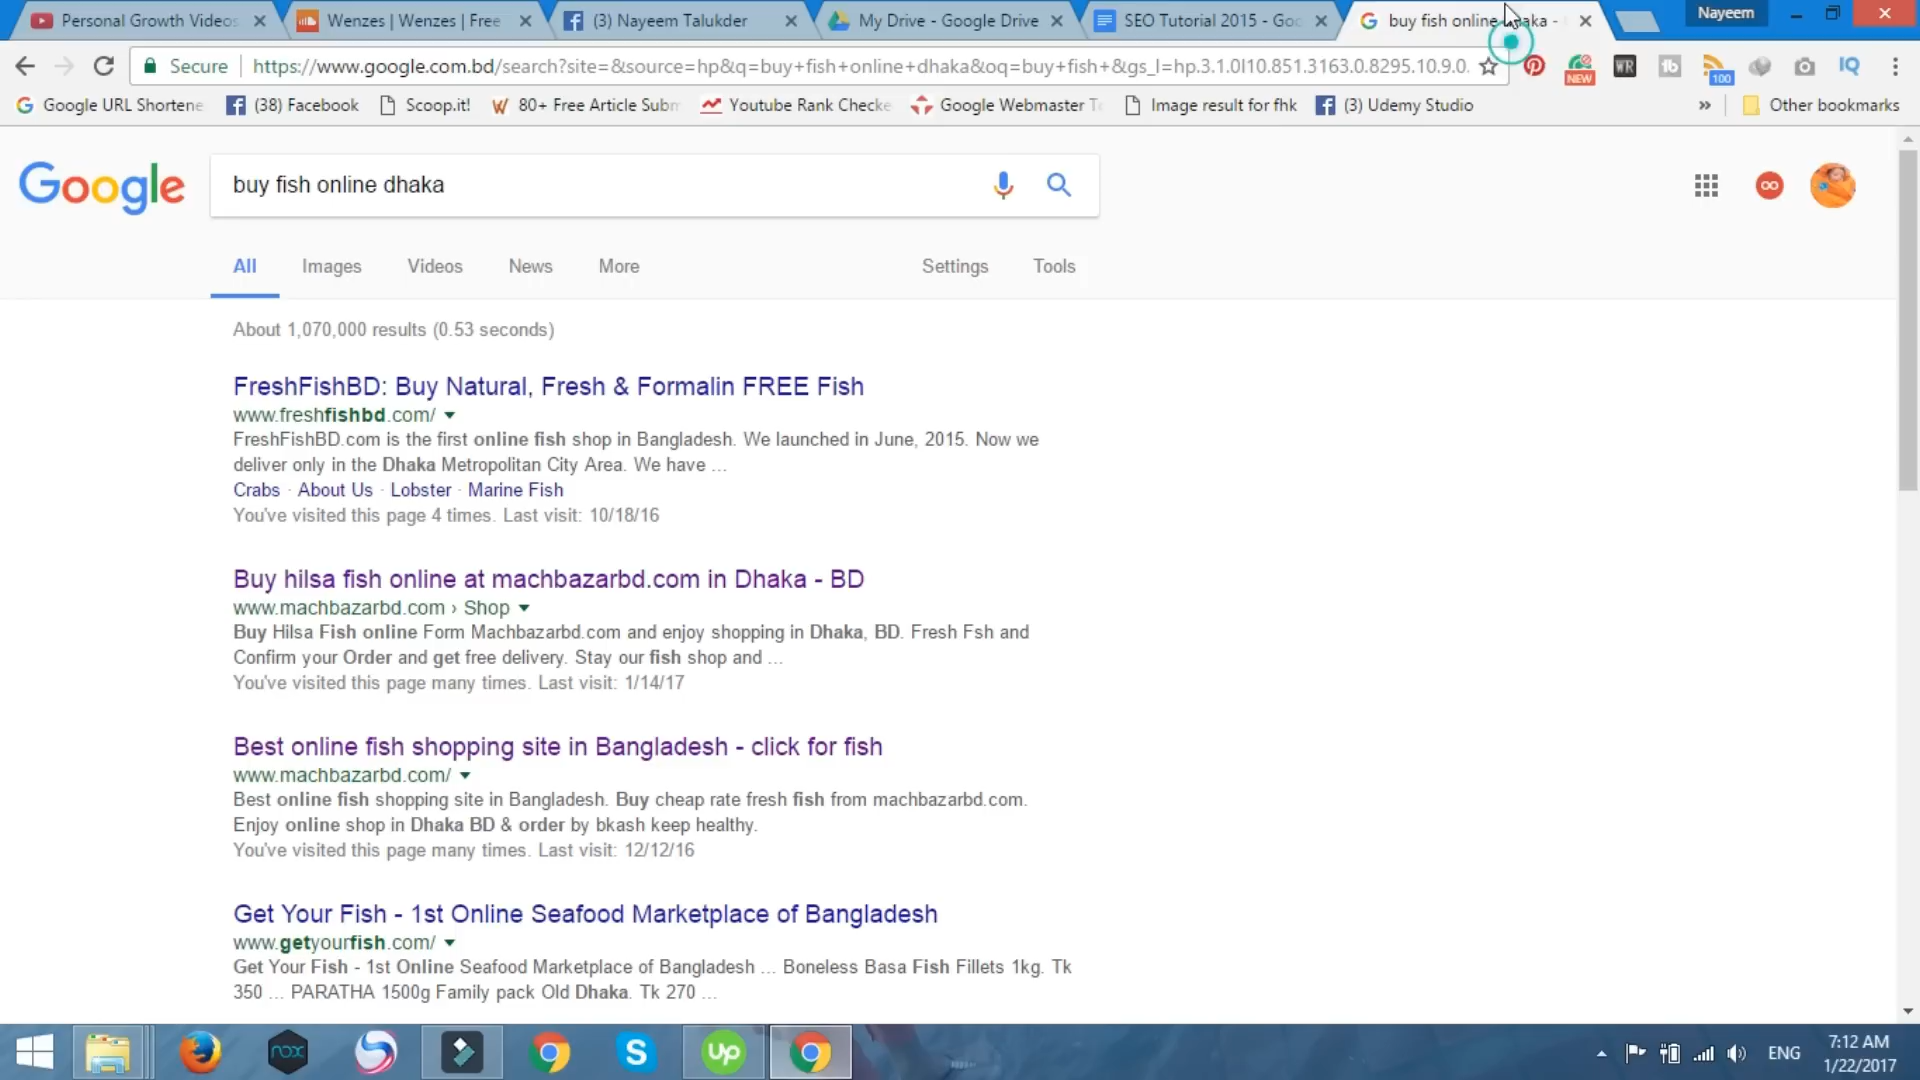 Personal Growth Videos
Wenzes | Wenzes | Free
(3) Nayeem Talukder
My Drive - Google Drive
SEO Tutorial 2015 - Goo
buy fish online dhaka -
Nayeem
Secure
https://www.google.com.bd/search?site=&source=hp&q=buy+fish+online+dhaka&oq=buy+fish+&gs_l=hp.3.1.0l10.851.3163.0.8295.10.9.0.
NEW
WR
100
IQ
Google URL Shortene
(38) Facebook
Scoop.it!
80+ Free Article Subm
Youtube Rank Checke
Google Webmaster T
Image result for fhk
(3) Udemy Studio
»
Other bookmarks
Google
buy fish online dhaka
All
Images
Videos
News
More
Settings
Tools
About 1,070,000 results (0.53 seconds)
FreshFishBD: Buy Natural, Fresh & Formalin FREE Fish
www.freshfishbd.com/
FreshFishBD.com is the first online fish shop in Bangladesh. We launched in June, 2015. Now we
deliver only in the Dhaka Metropolitan City Area. We have ...
Crabs · About Us · Lobster · Marine Fish
You've visited this page 4 times. Last visit: 10/18/16
Buy hilsa fish online at machbazarbd.com in Dhaka - BD
www.machbazarbd.com › Shop
Buy Hilsa Fish online Form Machbazarbd.com and enjoy shopping in Dhaka, BD. Fresh Fsh and
Confirm your Order and get free delivery. Stay our fish shop and ...
You've visited this page many times. Last visit: 1/14/17
Best online fish shopping site in Bangladesh - click for fish
www.machbazarbd.com/
Best online fish shopping site in Bangladesh. Buy cheap rate fresh fish from machbazarbd.com.
Enjoy online shop in Dhaka BD & order by bkash keep healthy.
You've visited this page many times. Last visit: 12/12/16
Get Your Fish - 1st Online Seafood Marketplace of Bangladesh
www.getyourfish.com/
Get Your Fish - 1st Online Seafood Marketplace of Bangladesh ... Boneless Basa Fish Fillets 1kg. Tk
350 ... PARATHA 1500g Family pack Old Dhaka. Tk 270 ...
nox
S
Up
ENG
7:12 AM
1/22/2017